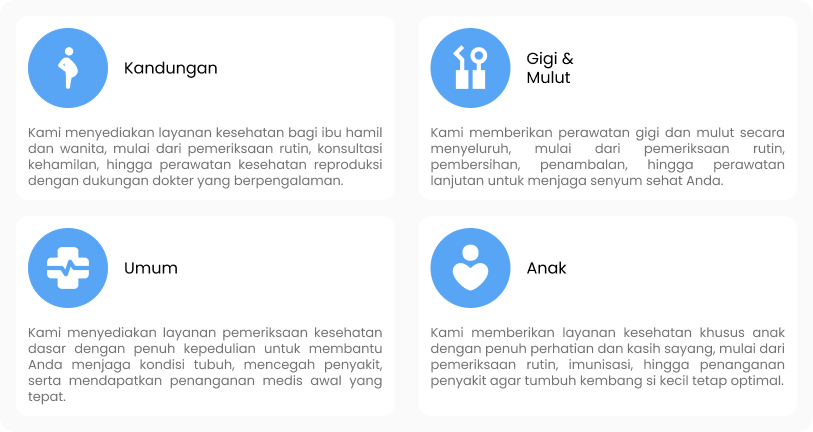 Kandungan
Kami menyediakan layanan kesehatan bagi ibu hamil
dan wanita, mulai dari pemeriksaan rutin, konsultasi
kehamilan, hingga perawatan kesehatan reproduksi
dengan dukungan dokter yang berpengalaman.
Gigi &
Mulut
Kami memberikan perawatan gigi dan mulut secara
menyeluruh, mulai dari pemeriksaan rutin,
pembersihan, penambalan, hingga perawatan
lanjutan untuk menjaga senyum sehat Anda.
Umum
Kami menyediakan layanan pemeriksaan kesehatan
dasar dengan penuh kepedulian untuk membantu
Anda menjaga kondisi tubuh, mencegah penyakit,
serta mendapatkan penanganan medis awal yang
tepat.
Anak
Kami memberikan layanan kesehatan khusus anak
dengan penuh perhatian dan kasih sayang, mulai dari
pemeriksaan rutin, imunisasi, hingga penanganan
penyakit agar tumbuh kembang si kecil tetap optimal.